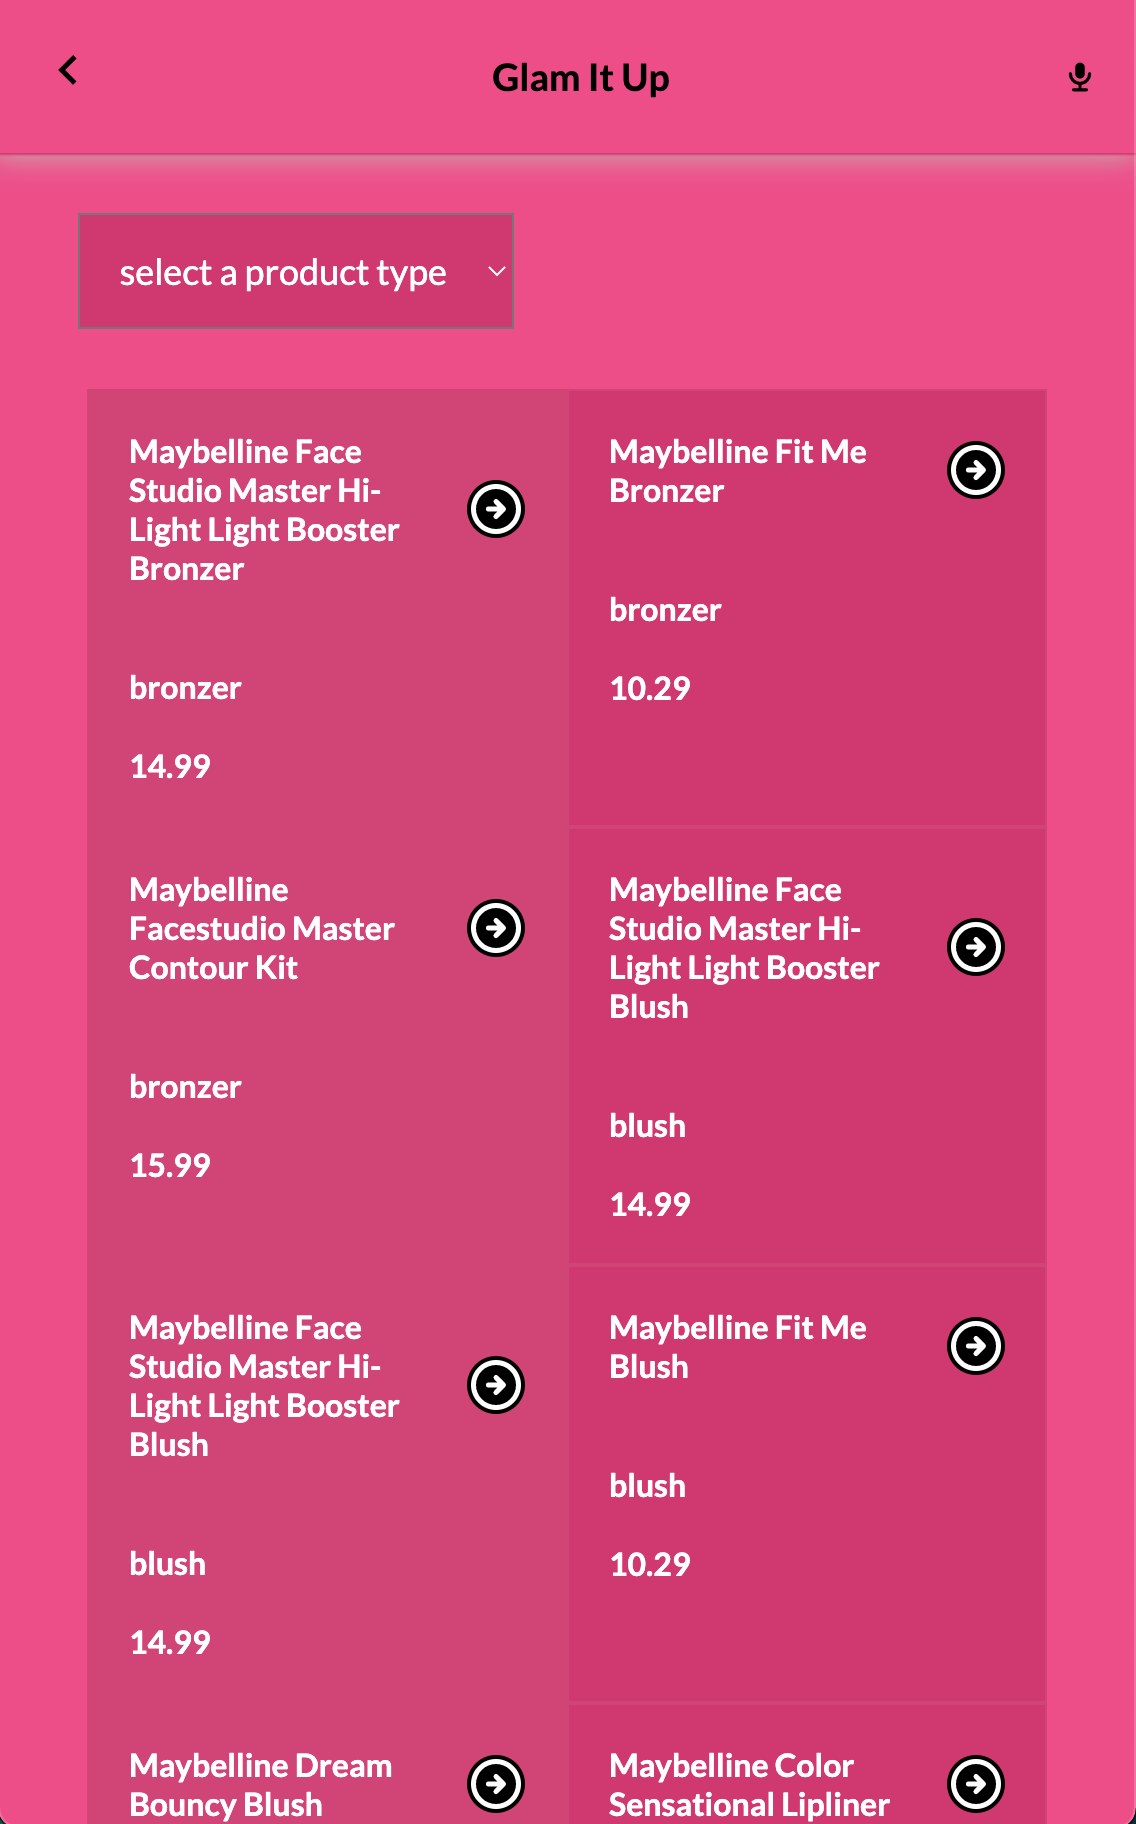 Glam It Up
select a product type
Maybelline Face
Studio Master Hi-
Light Light Booster
Bronzer
bronzer
14.99
Maybelline Fit Me
Bronzer
bronzer
10.29
Maybelline
Facestudio Master
Contour Kit
bronzer
15.99
Maybelline Face
Studio Master Hi-
Light Light Booster
Blush
blush
14.99
Maybelline Face
Studio Master Hi-
Light Light Booster
Blush
blush
14.99
Maybelline Fit Me
Blush
blush
10.29
Maybelline Dream
Bouncy Blush
Maybelline Color
Sensational Lipliner